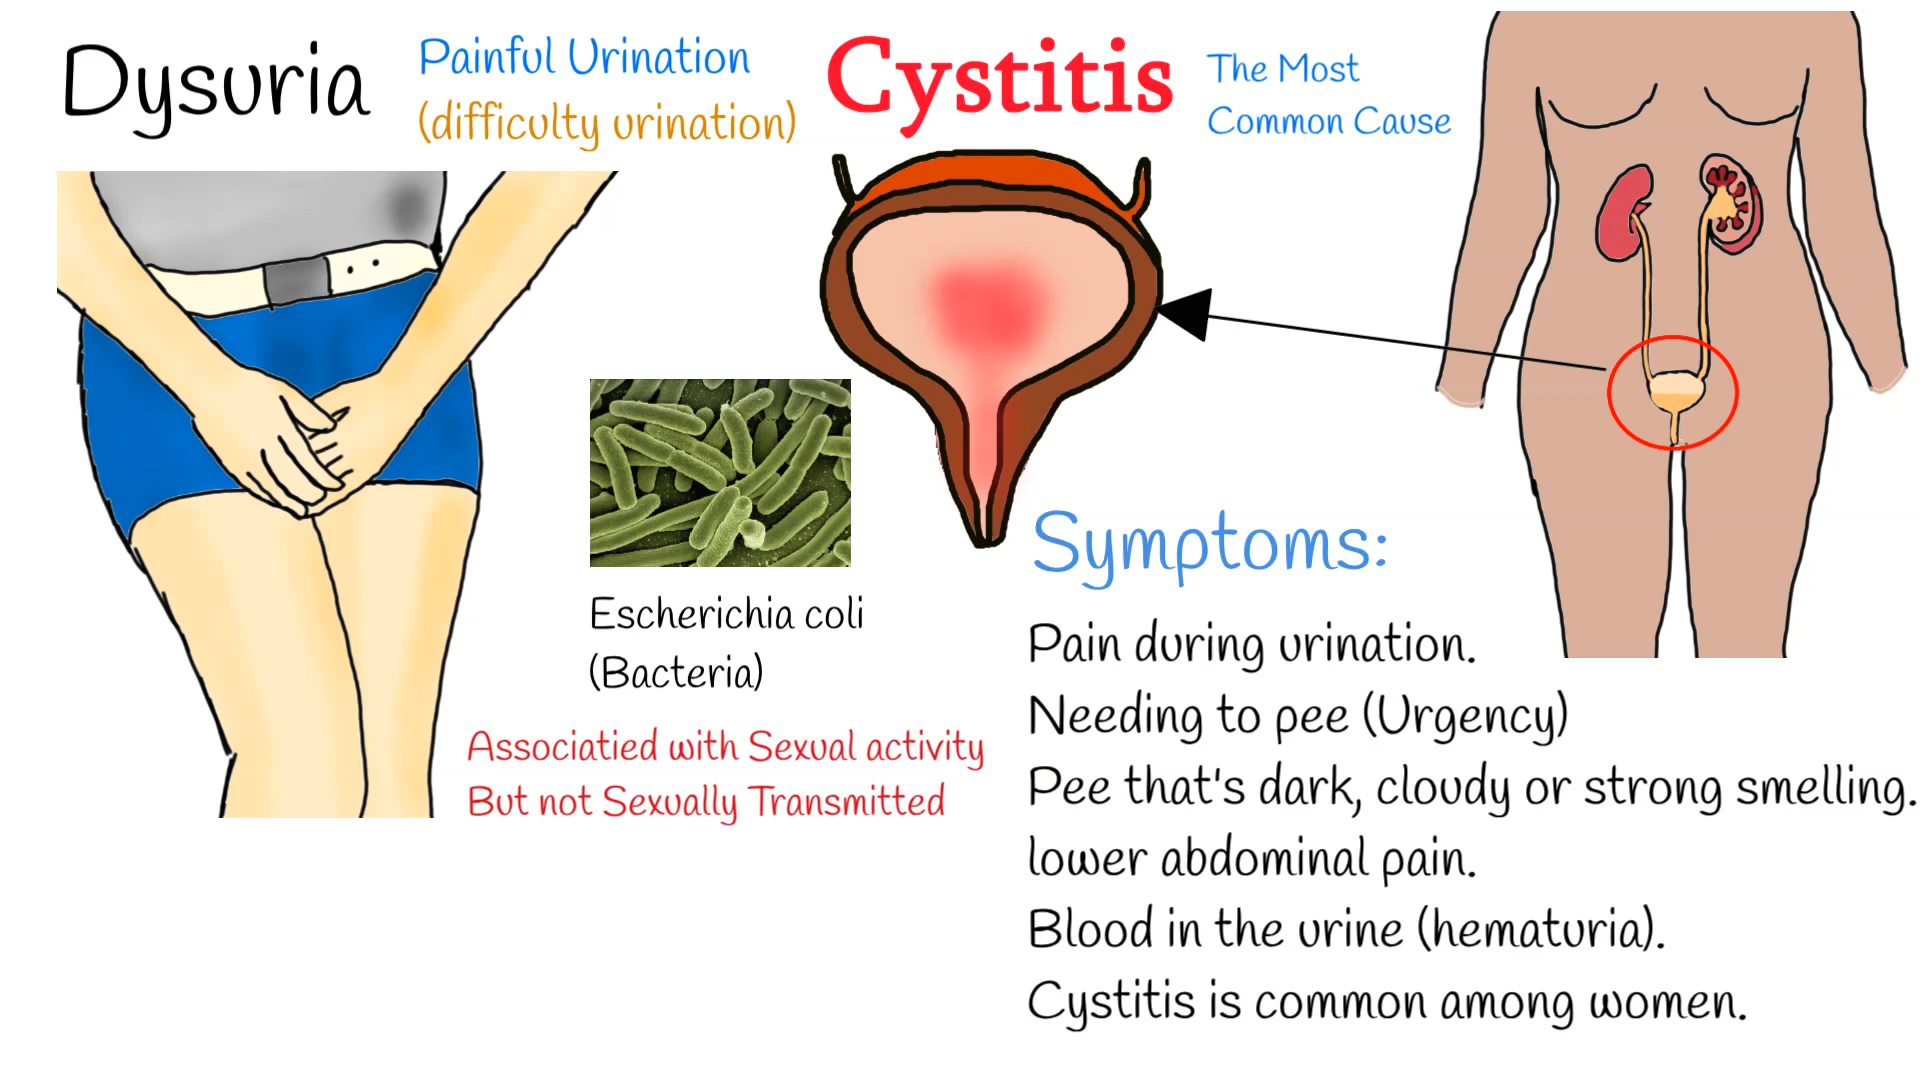 Dysuria
Painful Urination
(difficulty urination)
Cystitis
The Most
Common Cause
Escherichia coli
(Bacteria)
Associatied with Sexual activity
But not Sexually Transmitted
Symptoms:
Pain during urination.
Needing to pee (Urgency)
Pee that's dark, cloudy or strong smelling.
lower abdominal pain.
Blood in the urine (hematuria).
Cystitis is common among women.